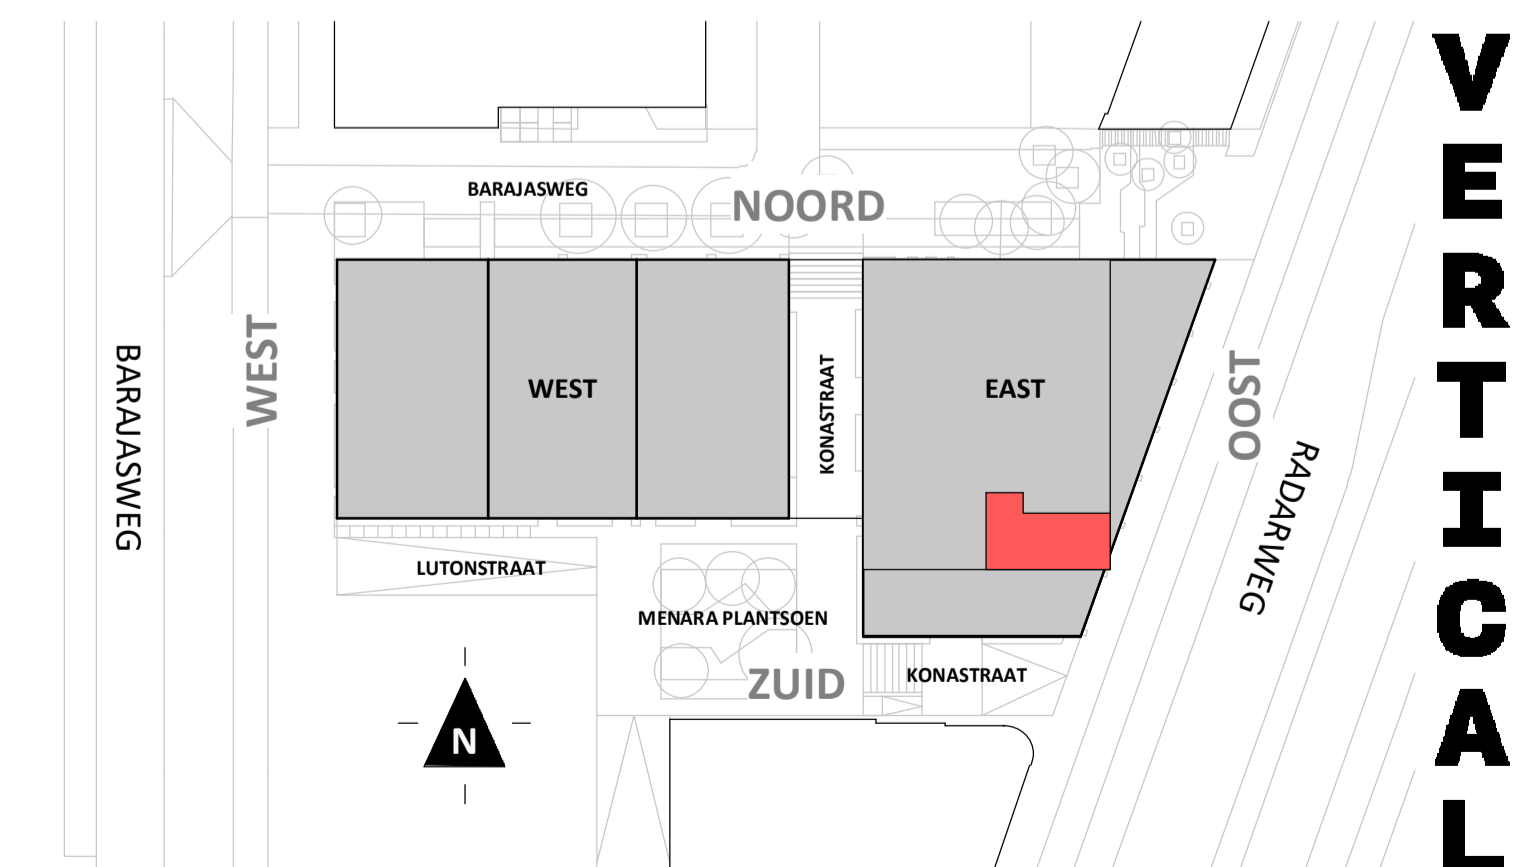 BARAJASWEG
NOORD
WEST
BARAJASWEG
WEST
KONASTRAAT
EAST
OOST
RADARWEG
LUTONSTRAAT
MENARA PLANTSOEN
ZUID
KONASTRAAT
N
VERTICAL